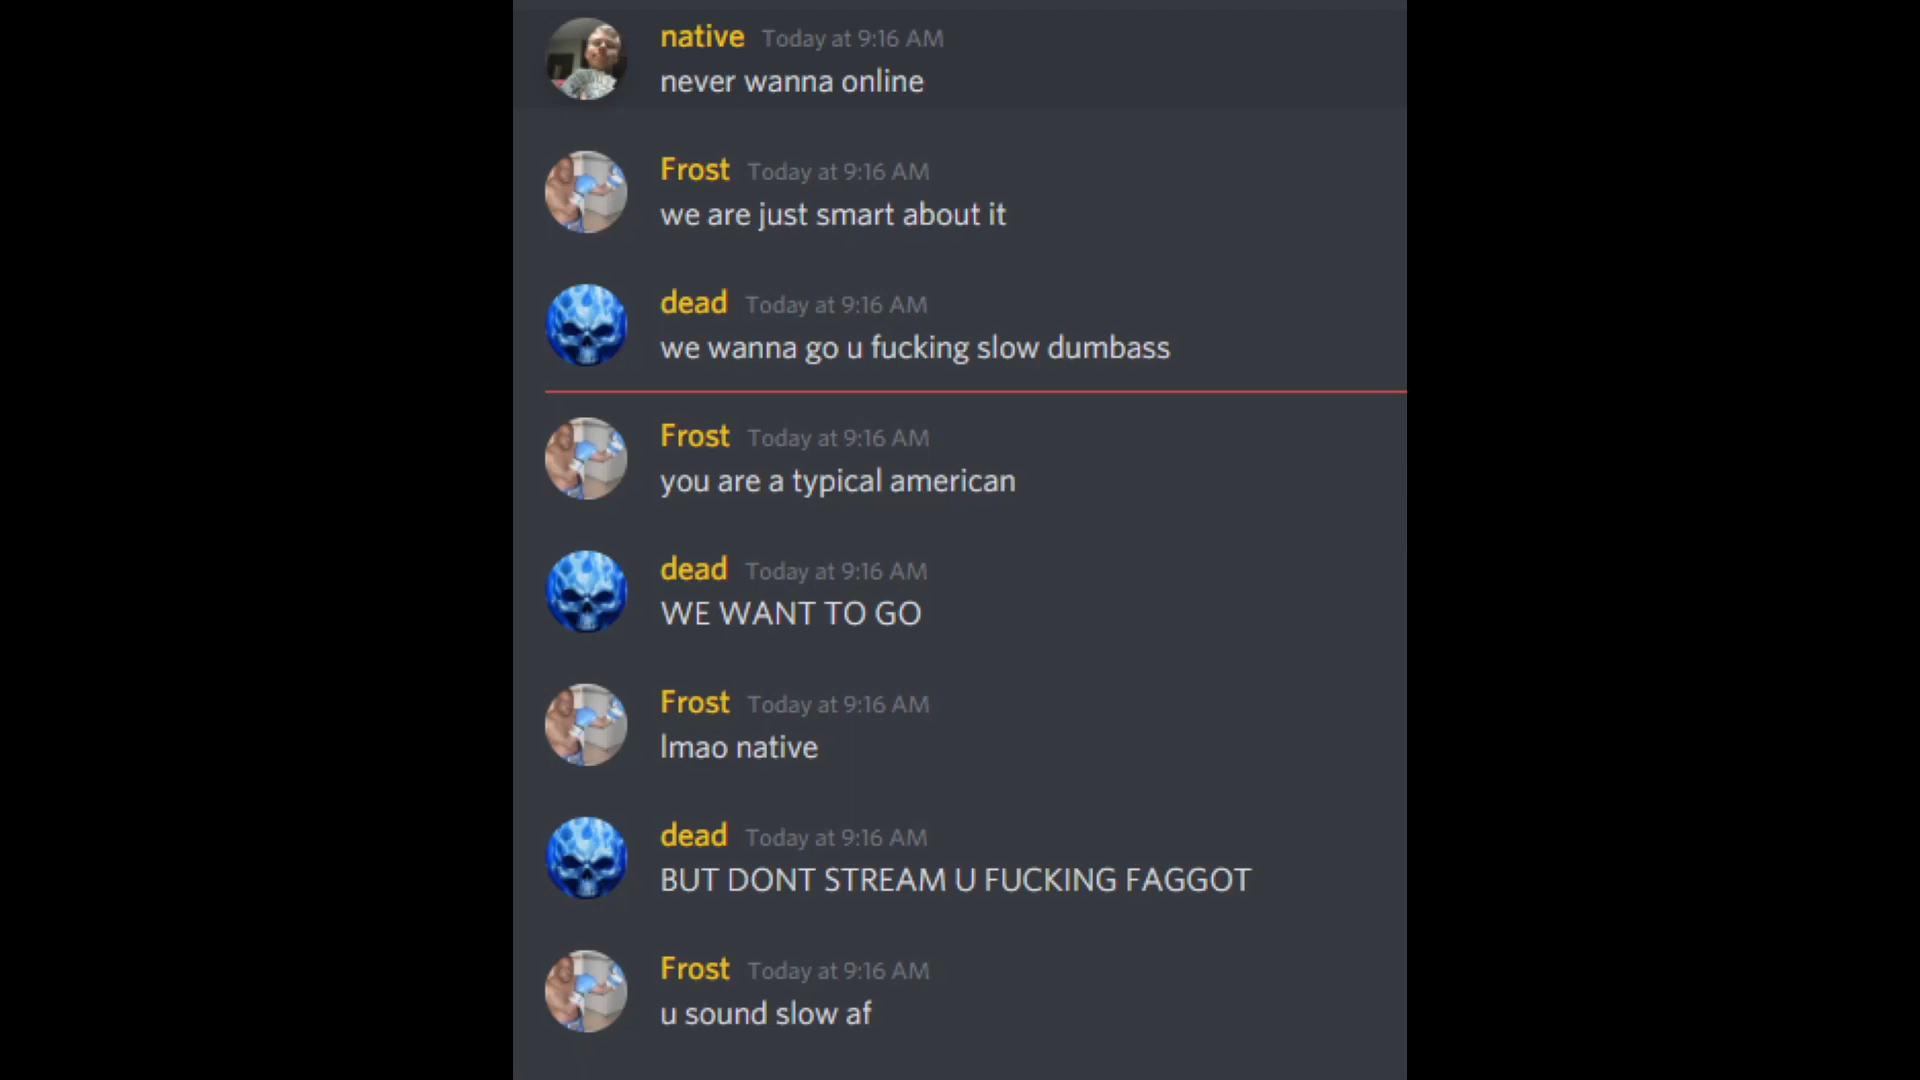 native Today at 9:16 AM
never wanna online
Frost Today at 9:16 AM
we are just smart about it
dead Today at 9:16 AM
we wanna go u fucking slow dumbass
Frost Today at 9:16 AM
you are a typical american
dead Today at 9:16 AM
WE WANT TO GO
Frost Today at 9:16 AM
lmao native
dead Today at 9:16 AM
BUT DONT STREAM U FUCKING FAGGOT
Frost Today at 9:16 AM
u sound slow af